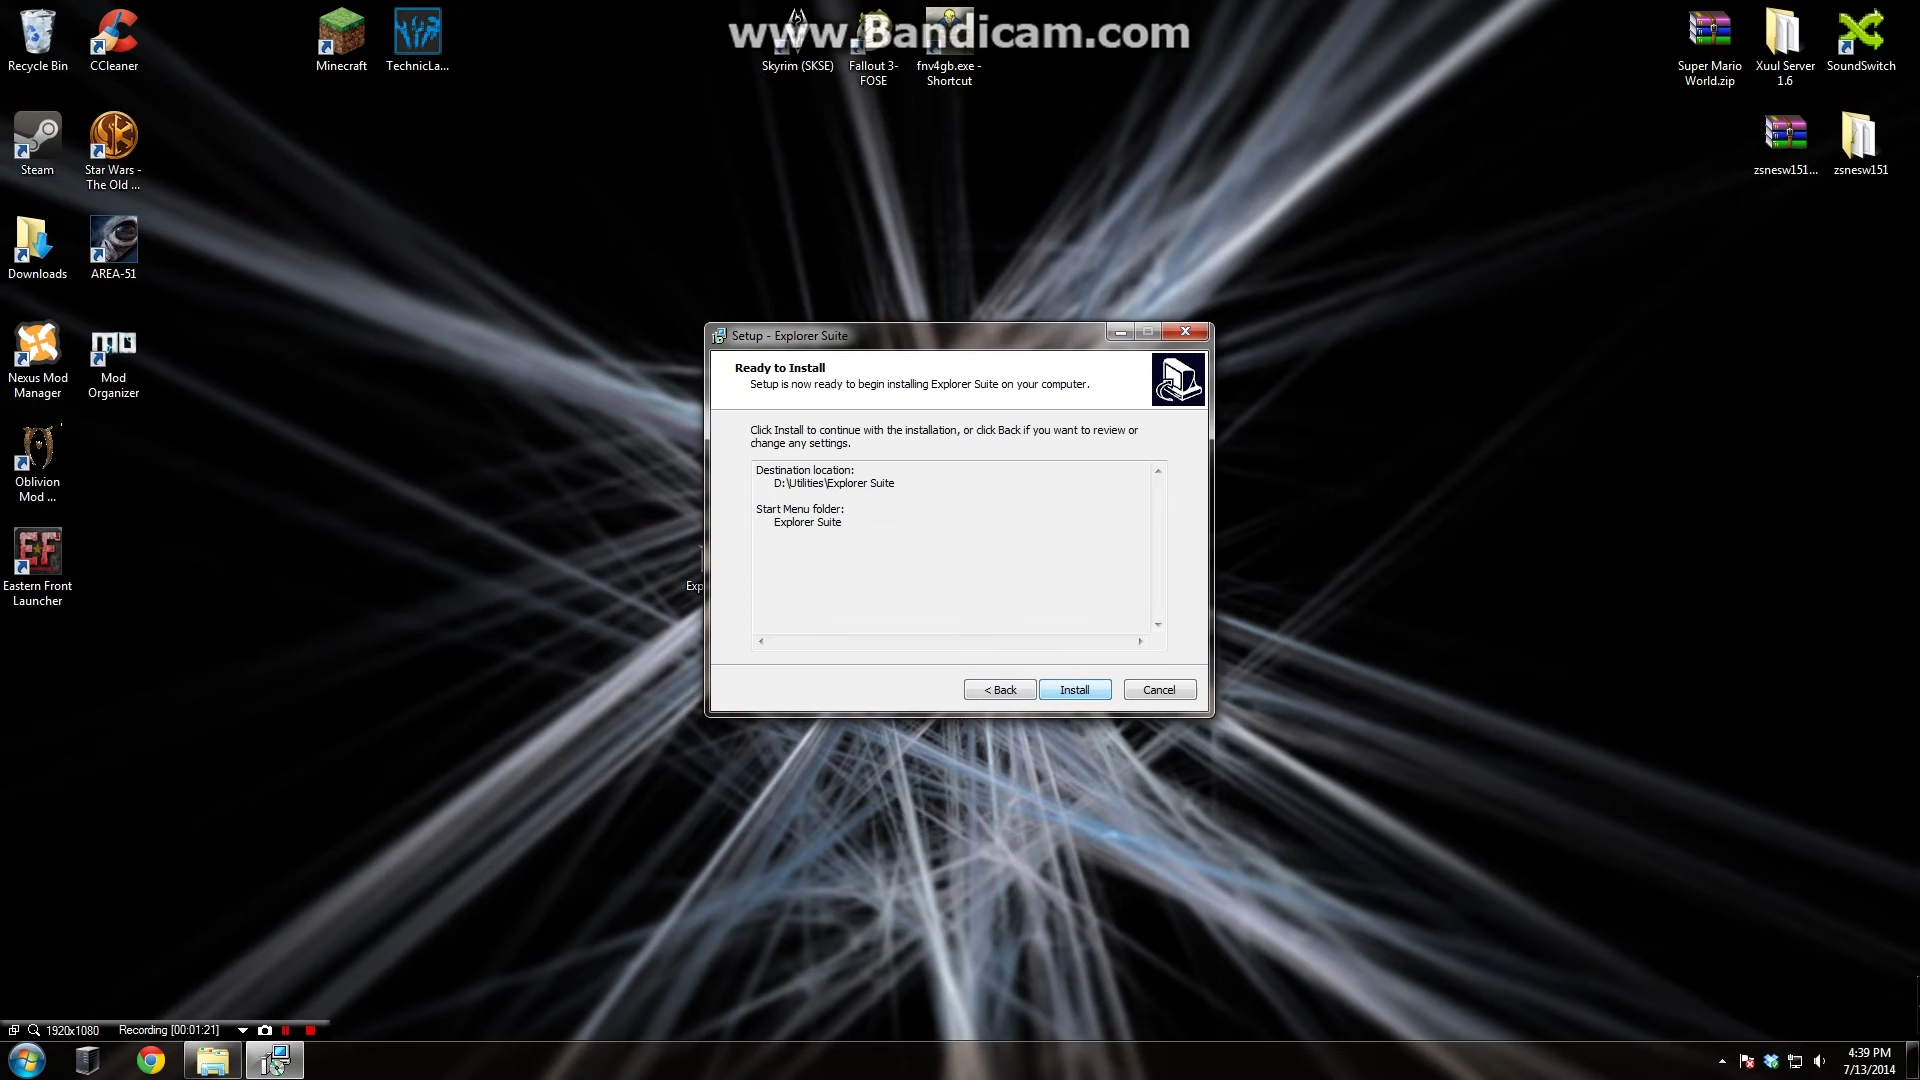 www.Bandicam.com
Recycle Bin
CCleaner
Minecraft
TechnicLa...
Skyrim (SKSE)
Fallout 3-
FOSE
fnv4gb.exe -
Shortcut
Super Mario
World.zip
Xuul Server
1.6
SoundSwitch
Steam
Star Wars -
The Old ...
zsnesw151...
zsnesw151
Downloads
AREA-51
Nexus Mod
Manager
Mod
Organizer
Oblivion
Mod ...
EF
Eastern Front
Launcher
Exp
Setup - Explorer Suite
Ready to Install
Setup is now ready to begin installing Explorer Suite on your computer.
Click Install to continue with the installation, or click Back if you want to review or
change any settings.
Destination location:
D:\Utilities\Explorer Suite
Start Menu folder:
Explorer Suite
< Back
Install
Cancel
1920x1080
Recording [00:01:21]
4:39 PM
7/13/2014